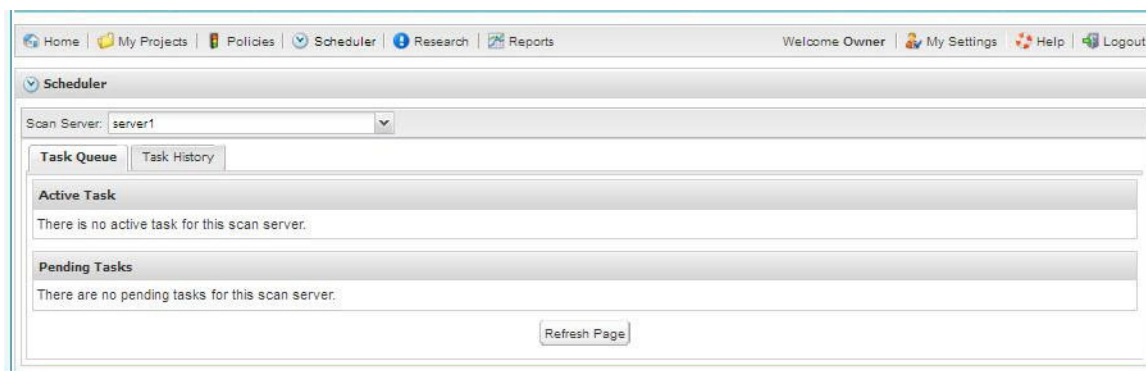 Home | My Projects | Policies | Scheduler | Research | Reports Welcome Owner | My Settings Help | Logout
Scheduler
Scan Server: server1
Task Queue Task History
Active Task
There is no active task for this scan server.
Pending Tasks
There are no pending tasks for this scan server.
Refresh Page